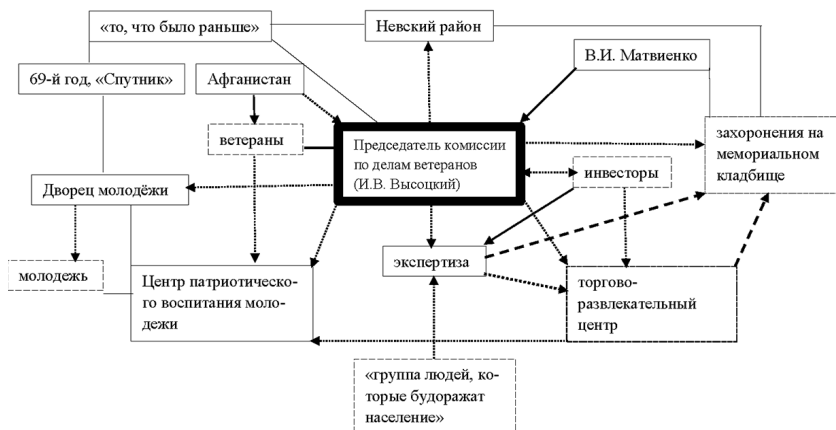 «то, что было раньше»
Невский район
В.И. Матвиенко
69-й год, «Спутник»
Афганистан
ветераны
Председатель комиссии
по делам ветеранов
(И.В. Высоцкий)
захоронения на
мемориальном
кладбище
инвесторы
Дворец молодёжи
экспертиза
молодежь
Центр патриотическо-
го воспитания моло-
дежи
торгово-
развлекательный
центр
«группа людей, ко-
торые будоражат
население»